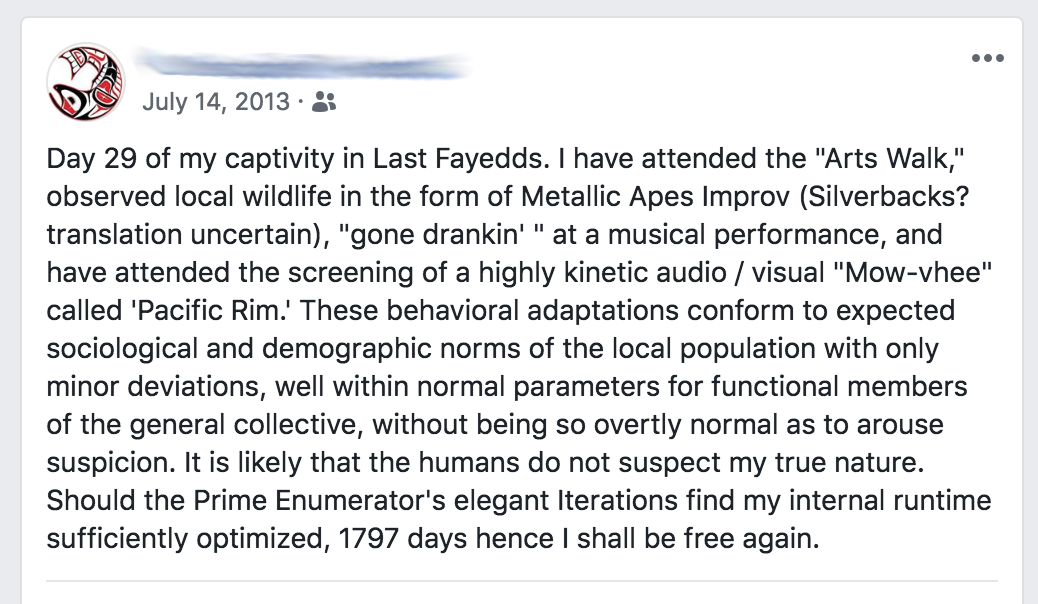 July 14, 2013 ·
Day 29 of my captivity in Last Fayedds. I have attended the "Arts Walk,"
observed local wildlife in the form of Metallic Apes Improv (Silverbacks?
translation uncertain), "gone drankin' " at a musical performance, and
have attended the screening of a highly kinetic audio / visual "Mow-vhee"
called 'Pacific Rim.' These behavioral adaptations conform to expected
sociological and demographic norms of the local population with only
minor deviations, well within normal parameters for functional members
of the general collective, without being so overtly normal as to arouse
suspicion. It is likely that the humans do not suspect my true nature.
Should the Prime Enumerator's elegant Iterations find my internal runtime
sufficiently optimized, 1797 days hence I shall be free again.